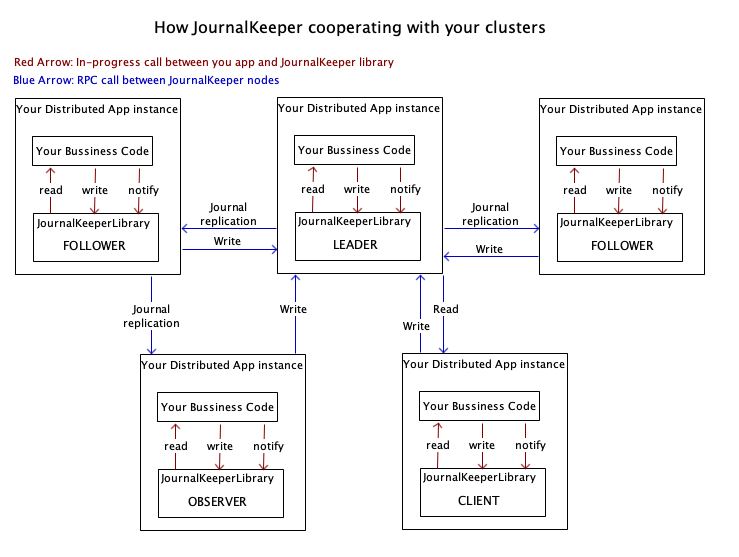 How JournalKeeper cooperating with your clusters
Red Arrow: In-progress call between you app and JournalKeeper library
Blue Arrow: RPC call between JournalKeeper nodes
Your Distributed App instance
Your Bussiness Code
read write notify
JournalKeeperLibrary
FOLLOWER
Journal
replication
Write
Your Distributed App instance
Your Bussiness Code
read write notify
JournalKeeperLibrary
LEADER
Journal
replication
Write
Your Distributed App instance
Your Bussiness Code
read write notify
JournalKeeperLibrary
FOLLOWER
Journal
replication
Write
Write
Read
Your Distributed App instance
Your Bussiness Code
read write notify
JournalKeeperLibrary
OBSERVER
Your Distributed App instance
Your Bussiness Code
read write notify
JournalKeeperLibrary
CLIENT